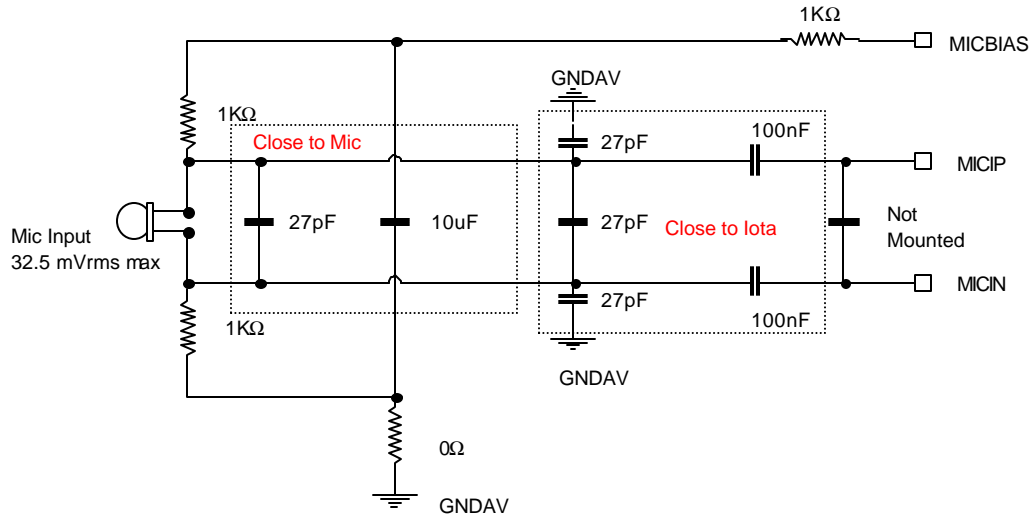 1KΩ
MICBIAS
GNDAV
1KΩ
Close to Mic
27pF
100nF
MICIP
Mic Input
32.5 mVrms max
27pF
10uF
27pF
Close to Iota
Not
Mounted
1KΩ
27pF
100nF
MICIN
GNDAV
0Ω
GNDAV